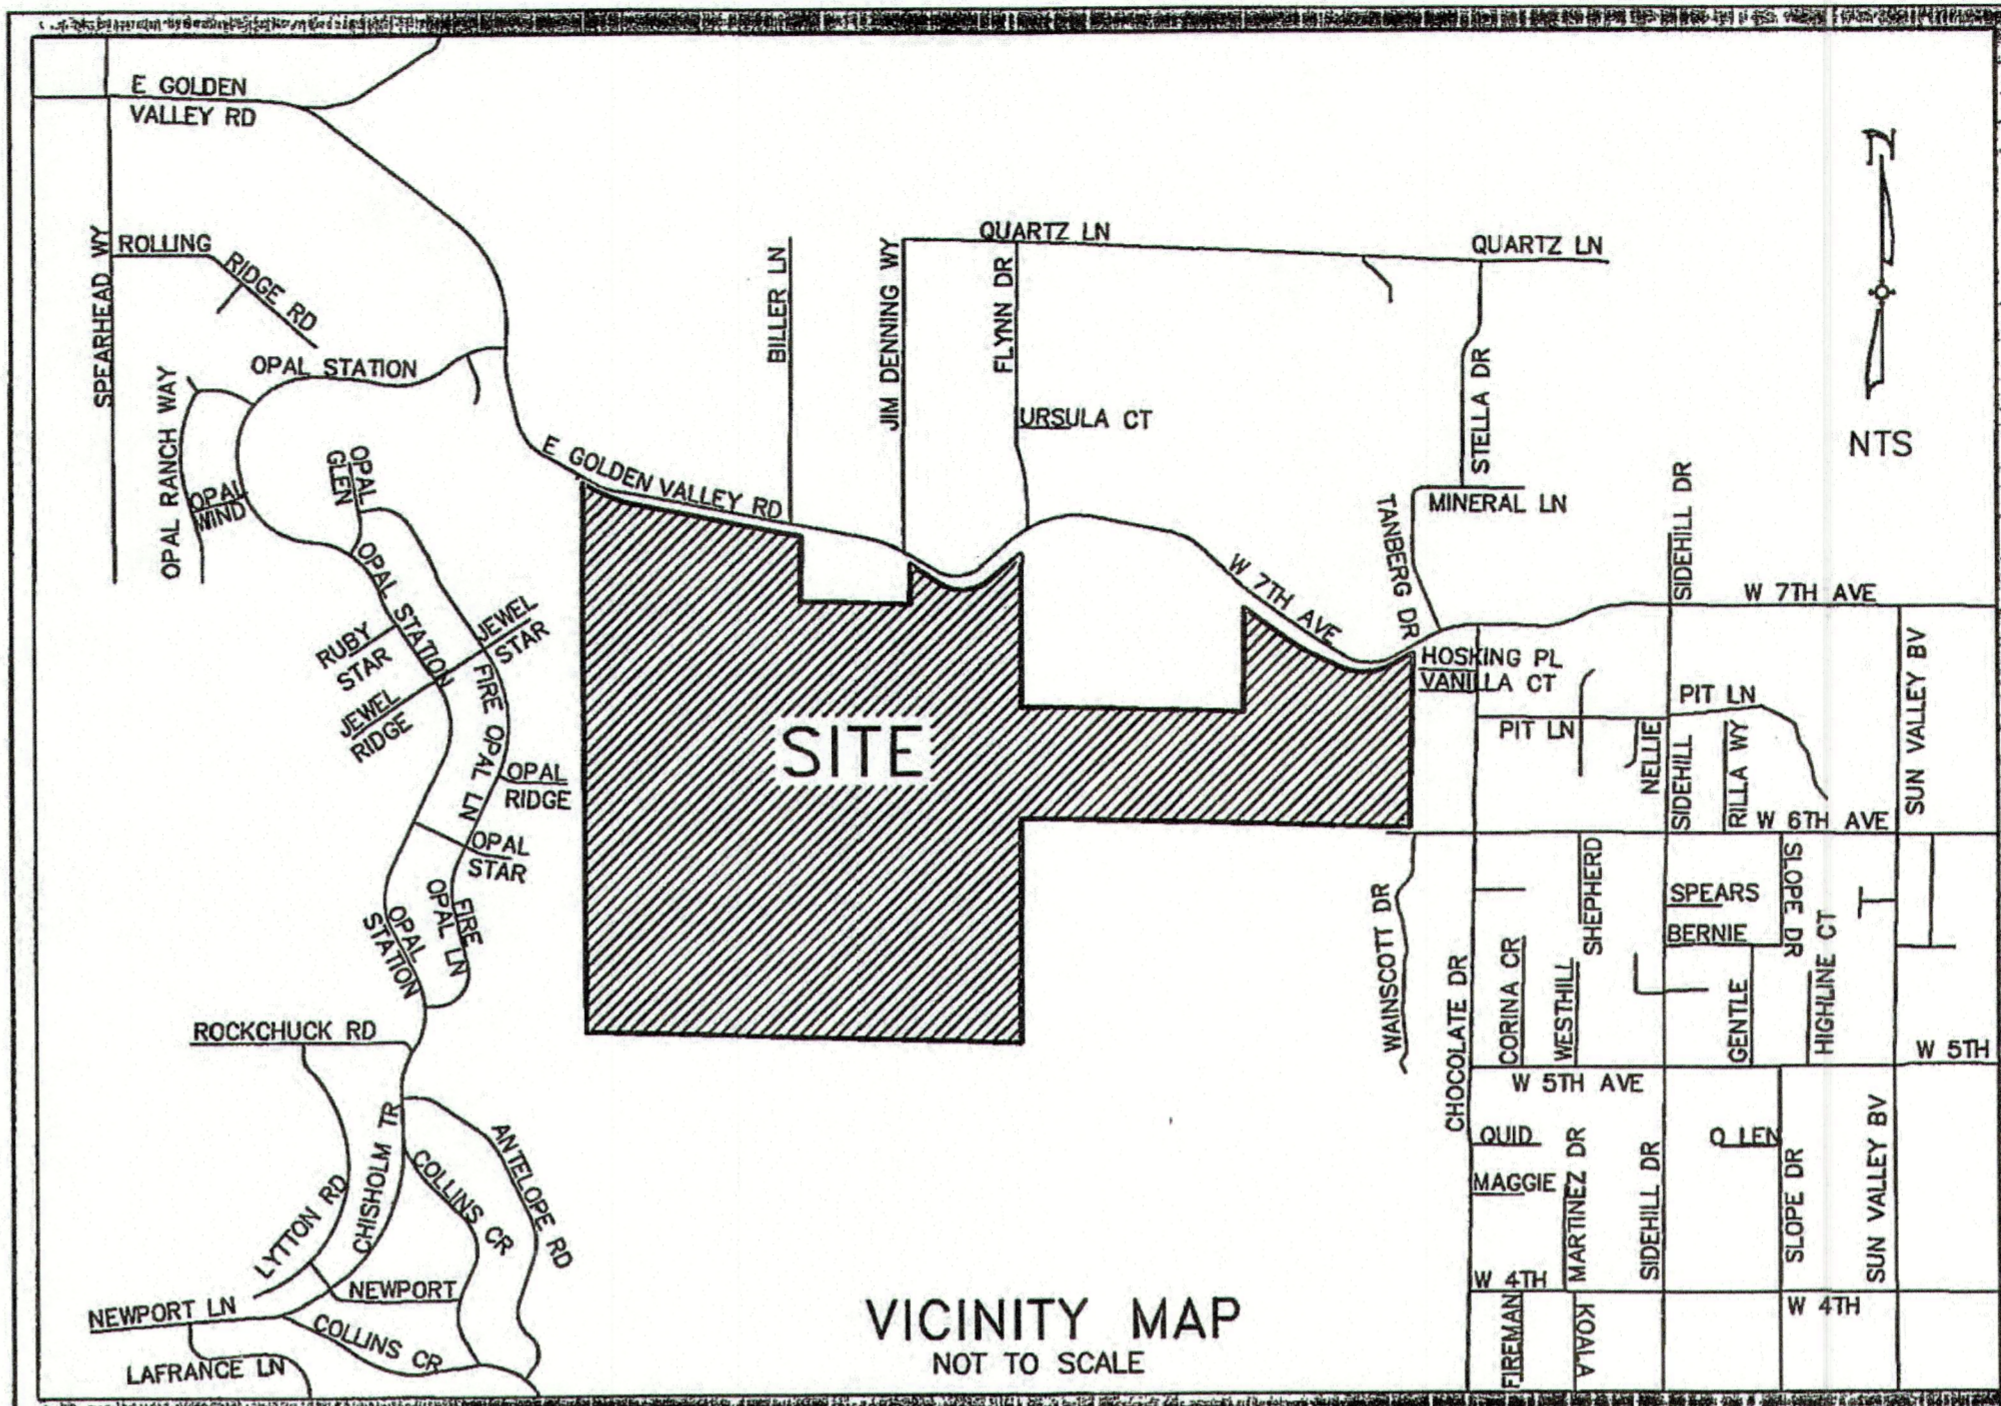 E GOLDEN
VALLEY RD
SPEARHEAD WY
ROLLING
RIDGE RD
OPAL STATION
OPAL RANCH WAY
OPAL
WIND
OPAL
GLEN
OPAL STATION
RUBY
STAR
JEWEL
STAR
JEWEL
RIDGE
FIRE OPAL LN
OPAL
RIDGE
OPAL
STAR
FIRE
OPAL LN
OPAL
STATION
ROCKCHUCK RD
CHISHOLM TR
LYTTON RD
ANTELOPE RD
COLLINS CR
NEWPORT
NEWPORT LN
COLLINS CR
LAFRANCE LN
E GOLDEN VALLEY RD
BILLER LN
JIM DENNING WY
QUARTZ LN
FLYNN DR
URSULA CT
QUARTZ LN
STELLA DR
MINERAL LN
TANBERG DR
W 7TH AVE
SITE
N
NTS
SIDEHILL DR
W 7TH AVE
HOSKING PL
VANILLA CT
SUN VALLEY BV
PIT LN
PIT LN
NELLIE
SIDEHILL
RILLA WY
W 6TH AVE
WAINSCOTT DR
CHOCOLATE DR
SHEPHERD
SPEARS
BERNIE
SLOPE DR
CORINA CR
WESTHILL
GENTLE
HIGHLINE CT
W 5TH
W 5TH AVE
QUID
MAGGIE
MARTINEZ DR
SIDEHILL DR
Q LEN
SLOPE DR
SUN VALLEY BV
W 4TH
W 4TH
FIREMAN
KOALA
VICINITY MAP
NOT TO SCALE